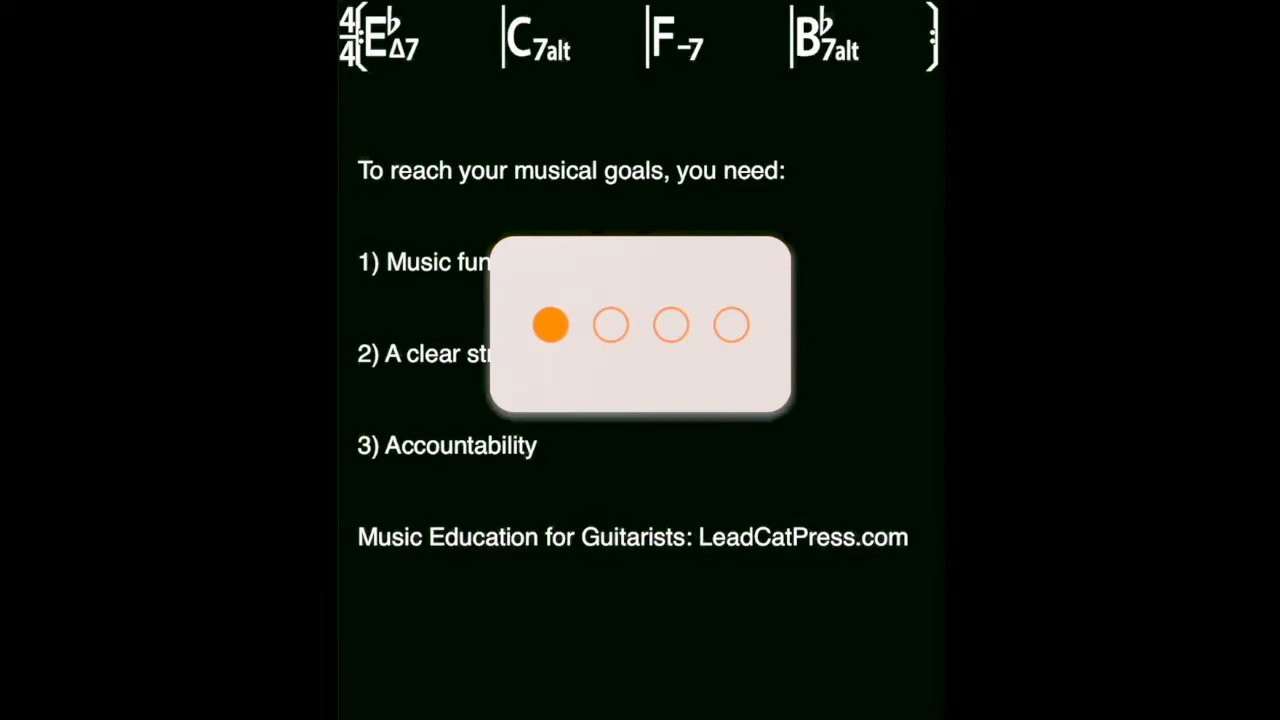 4/4 E♭Δ7 C7alt F–7 B♭7alt
To reach your musical goals, you need:
1) Music fun
2) A clear str
3) Accountability
Music Education for Guitarists: LeadCatPress.com